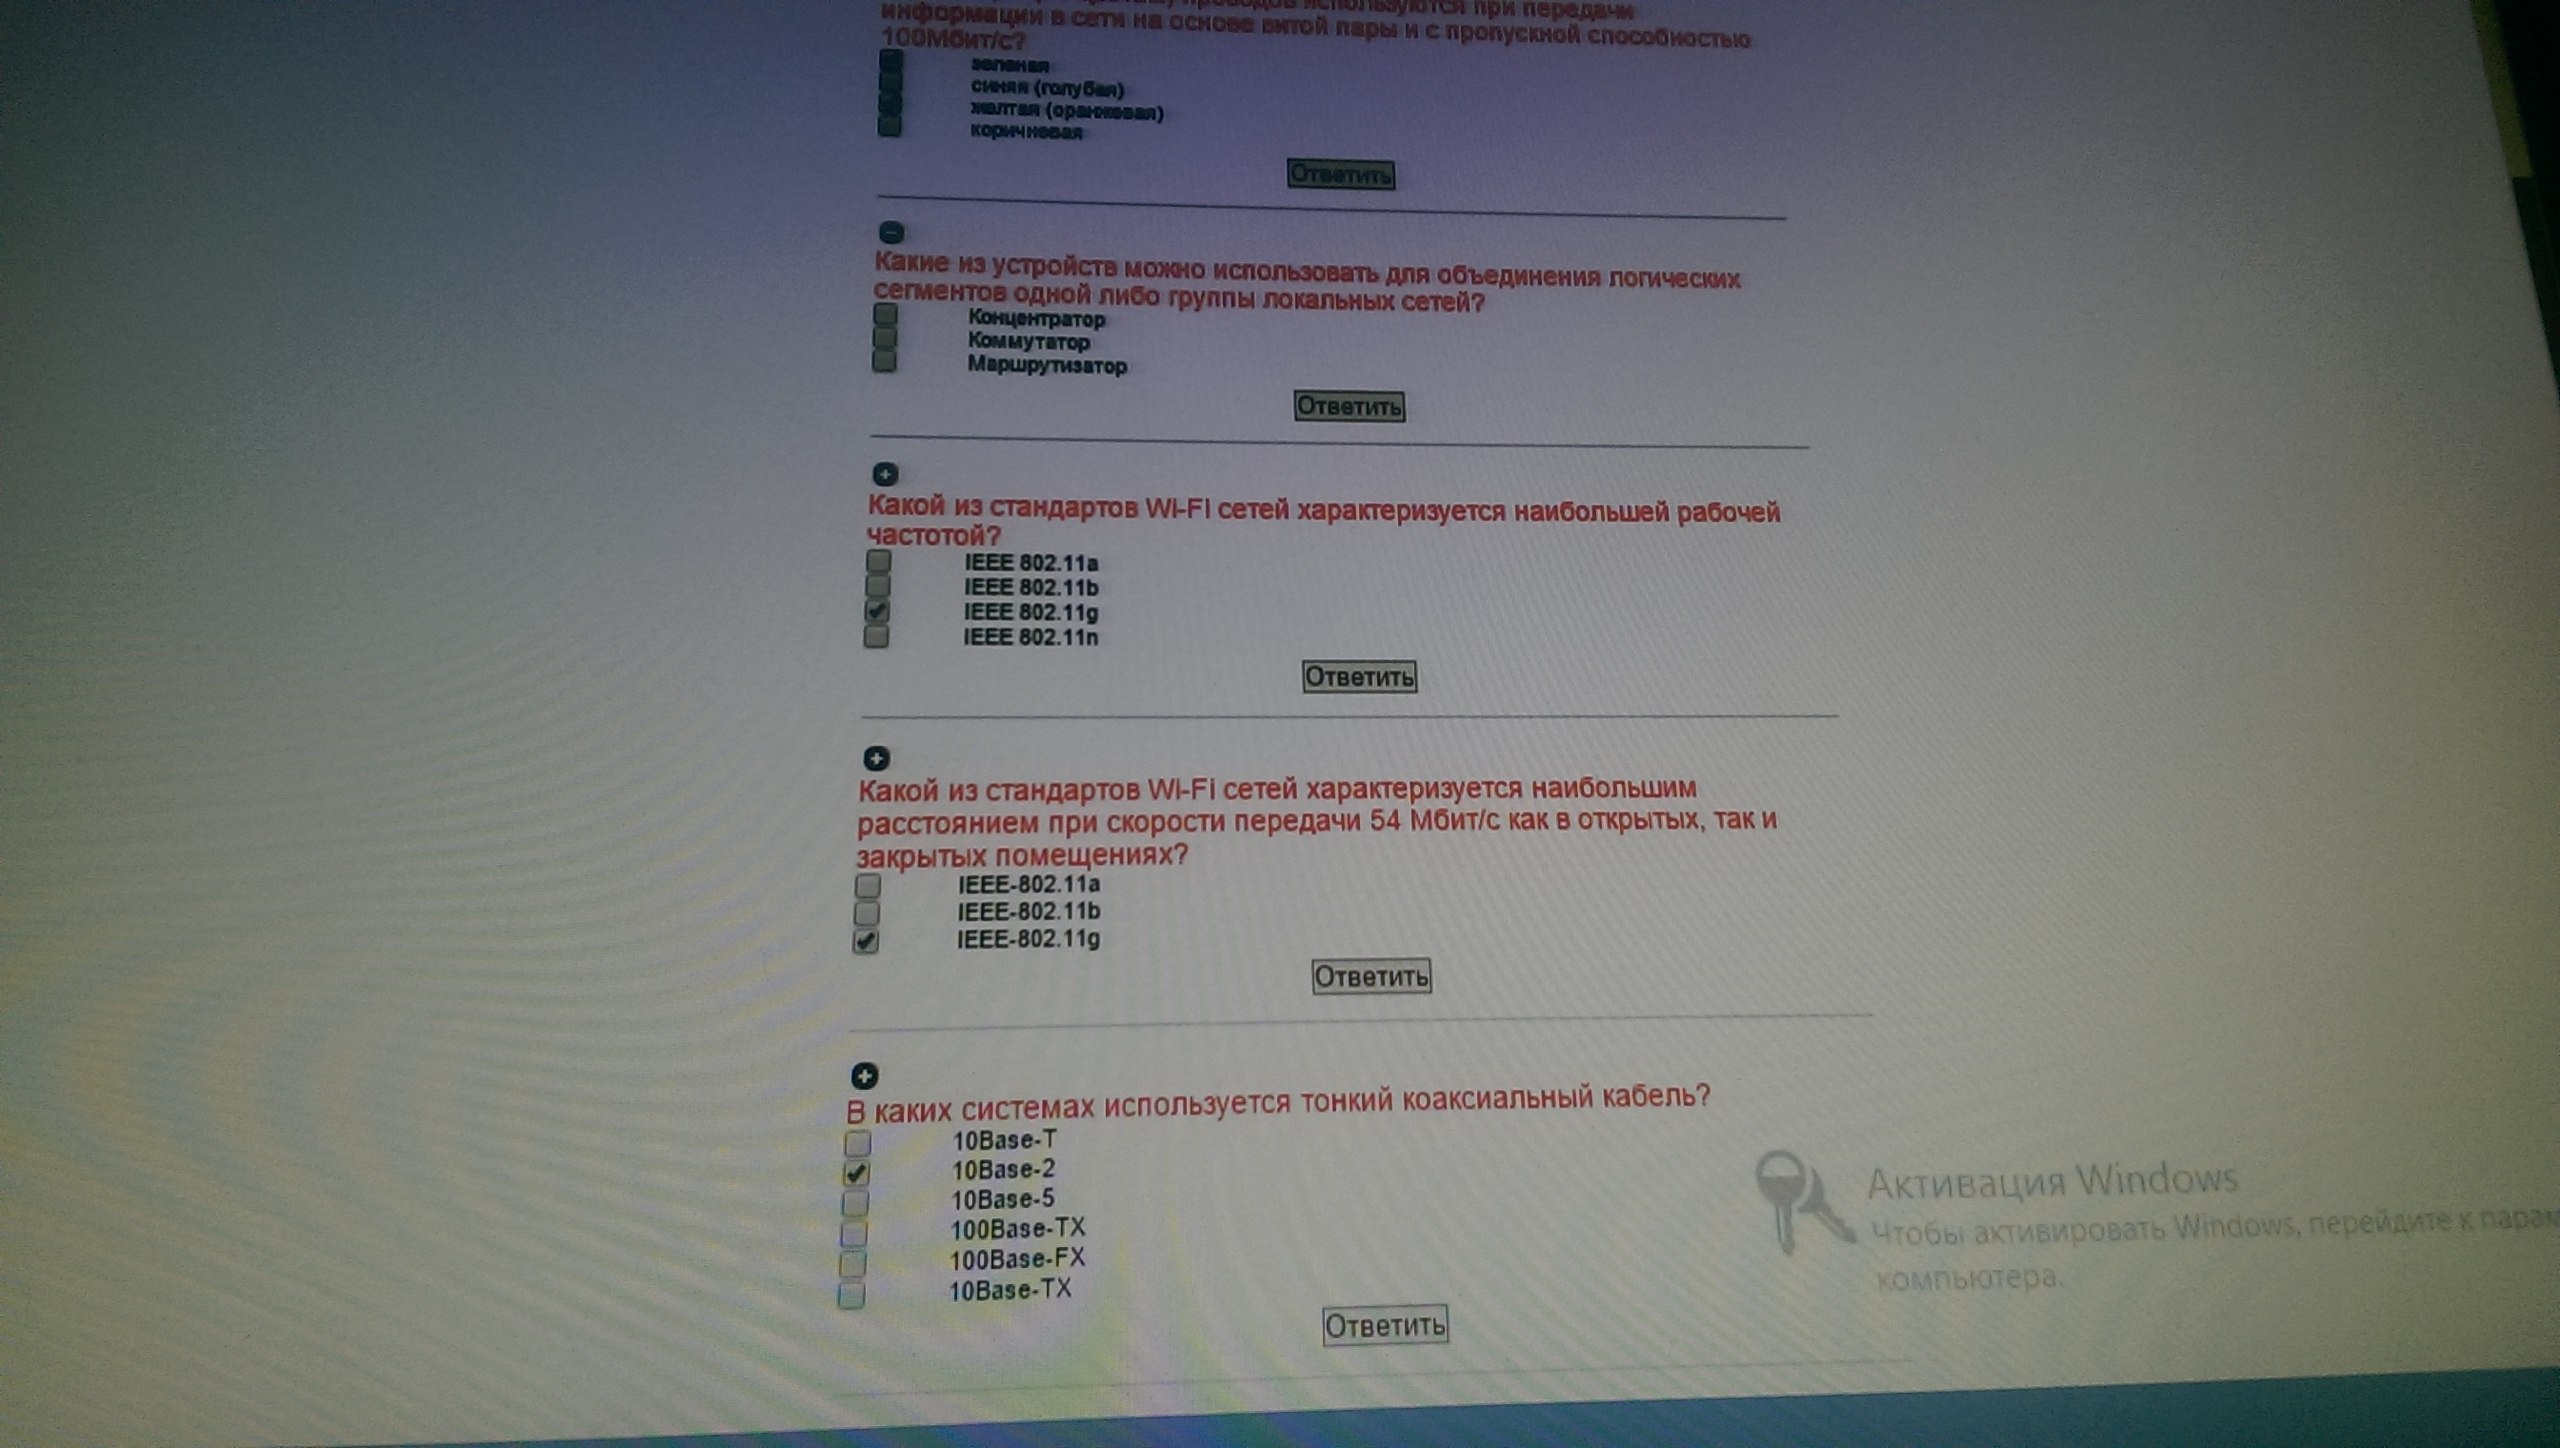 проводов используются при передачи
информации в сети на основе витой пары и с пропускной способностью
100Мбит/с?
зеленая
синяя (голубая)
желтая (оранжевая)
коричневая
Ответить
Какие из устройств можно использовать для объединения логических
сегментов одной либо группы локальных сетей?
Концентратор
Коммутатор
Маршрутизатор
Ответить
Какой из стандартов Wi-Fi сетей характеризуется наибольшей рабочей
частотой?
IEEE 802.11a
IEEE 802.11b
IEEE 802.11g
IEEE 802.11n
Ответить
Какой из стандартов Wi-Fi сетей характеризуется наибольшим
расстоянием при скорости передачи 54 Мбит/с как в открытых, так и
закрытых помещениях?
IEEE-802.11a
IEEE-802.11b
IEEE-802.11g
Ответить
В каких системах используется тонкий коаксиальный кабель?
10Base-T
10Base-2
10Base-5
100Base-TX
100Base-FX
10Base-TX
Ответить
Активация Windows
Чтобы активировать Windows, перейдите к парам
компьютера.